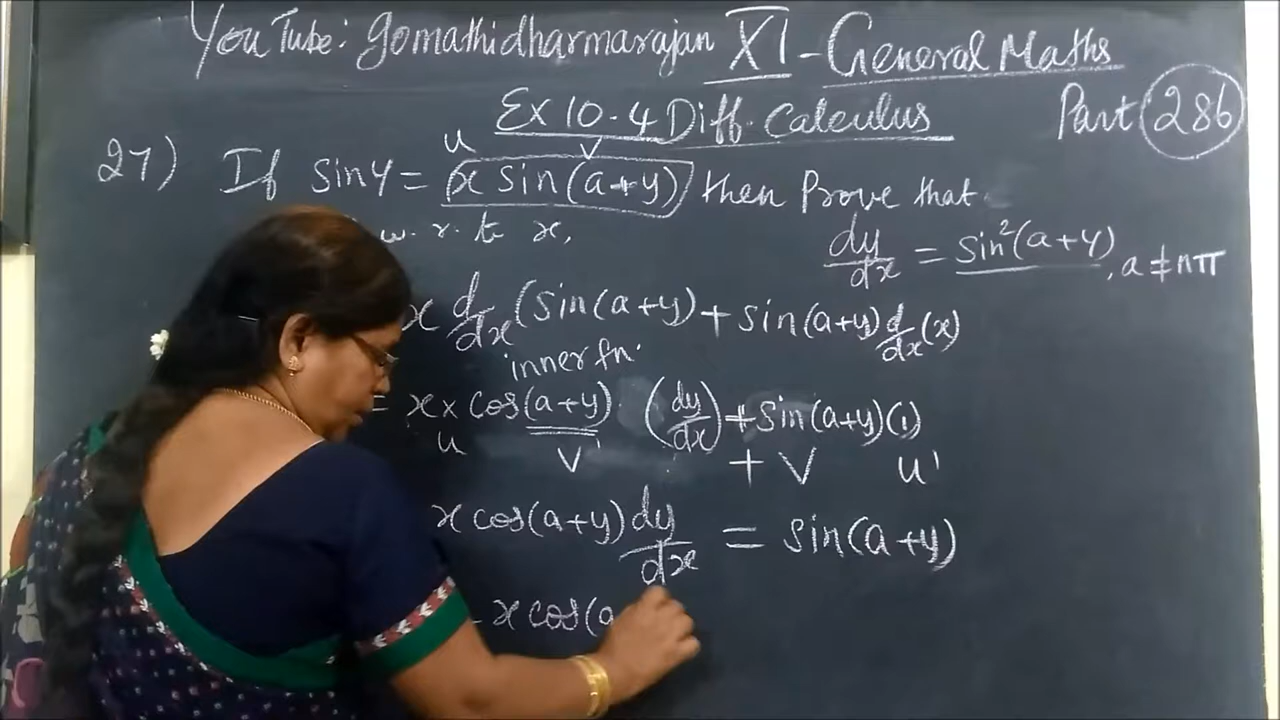 YouTube: gomathidharmarajan XI - General Maths
Ex 10.4 Diff. Calculus Part 286
u v
27) If sin y = x sin(a+y) then Prove that
w.r. to x,
dy/dx = sin²(a+y) , a ≠ nπ
x d/dx (sin(a+y) + sin(a+y) d/dx (x)
inner fn.
= x × cos(a+y) (dy/dx) + sin(a+y)(1)
u v' + v u'
x cos(a+y) dy/dx = sin(a+y)
- x cos(a